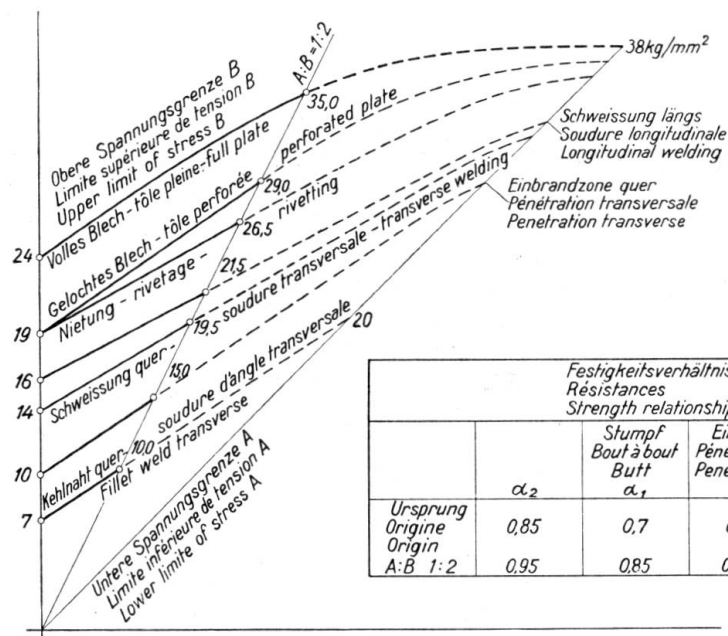 A:B=1:2
38kg/mm²
Obere Spannungsgrenze B
Limite supérieure de tension B
Upper limit of stress B
35,0
Volles Blech-tôle pleine-full plate
24
Gelochtes Blech-tôle perforée
perforated plate
29,0
Nietung-rivetage-
rivetting
26,5
19
21,5
16
Schweissung quer-
soudure transversale-transverse welding
19,5
14
15,0
10
Kehlnaht quer-
soudure d'angle transversale
Fillet weld transverse
10,0
7
20
Schweissung längs
Soudure longitudinale
Longitudinal welding
Einbrandzone quer
Pénétration transversale
Penetration transverse
Untere Spannungsgrenze A
Limite inférieure de tension A
Lower limit of stress A
Festigkeitsverhältnis
Résistances
Strength relationship
α₂
Stumpf
Bout à bout
Butt
α₁
Ursprung
Origine
Origin
0,85 0,7
A:B 1:2 0,95 0,85